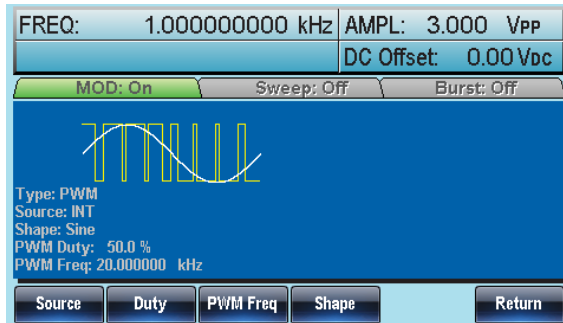 FREQ: 1.000000000 kHz AMPL: 3.000 VPP
DC Offset: 0.00 VDC
MOD: On Sweep: Off Burst: Off
Type: PWM
Source: INT
Shape: Sine
PWM Duty: 50.0 %
PWM Freq: 20.000000 kHz
Source Duty PWM Freq Shape Return